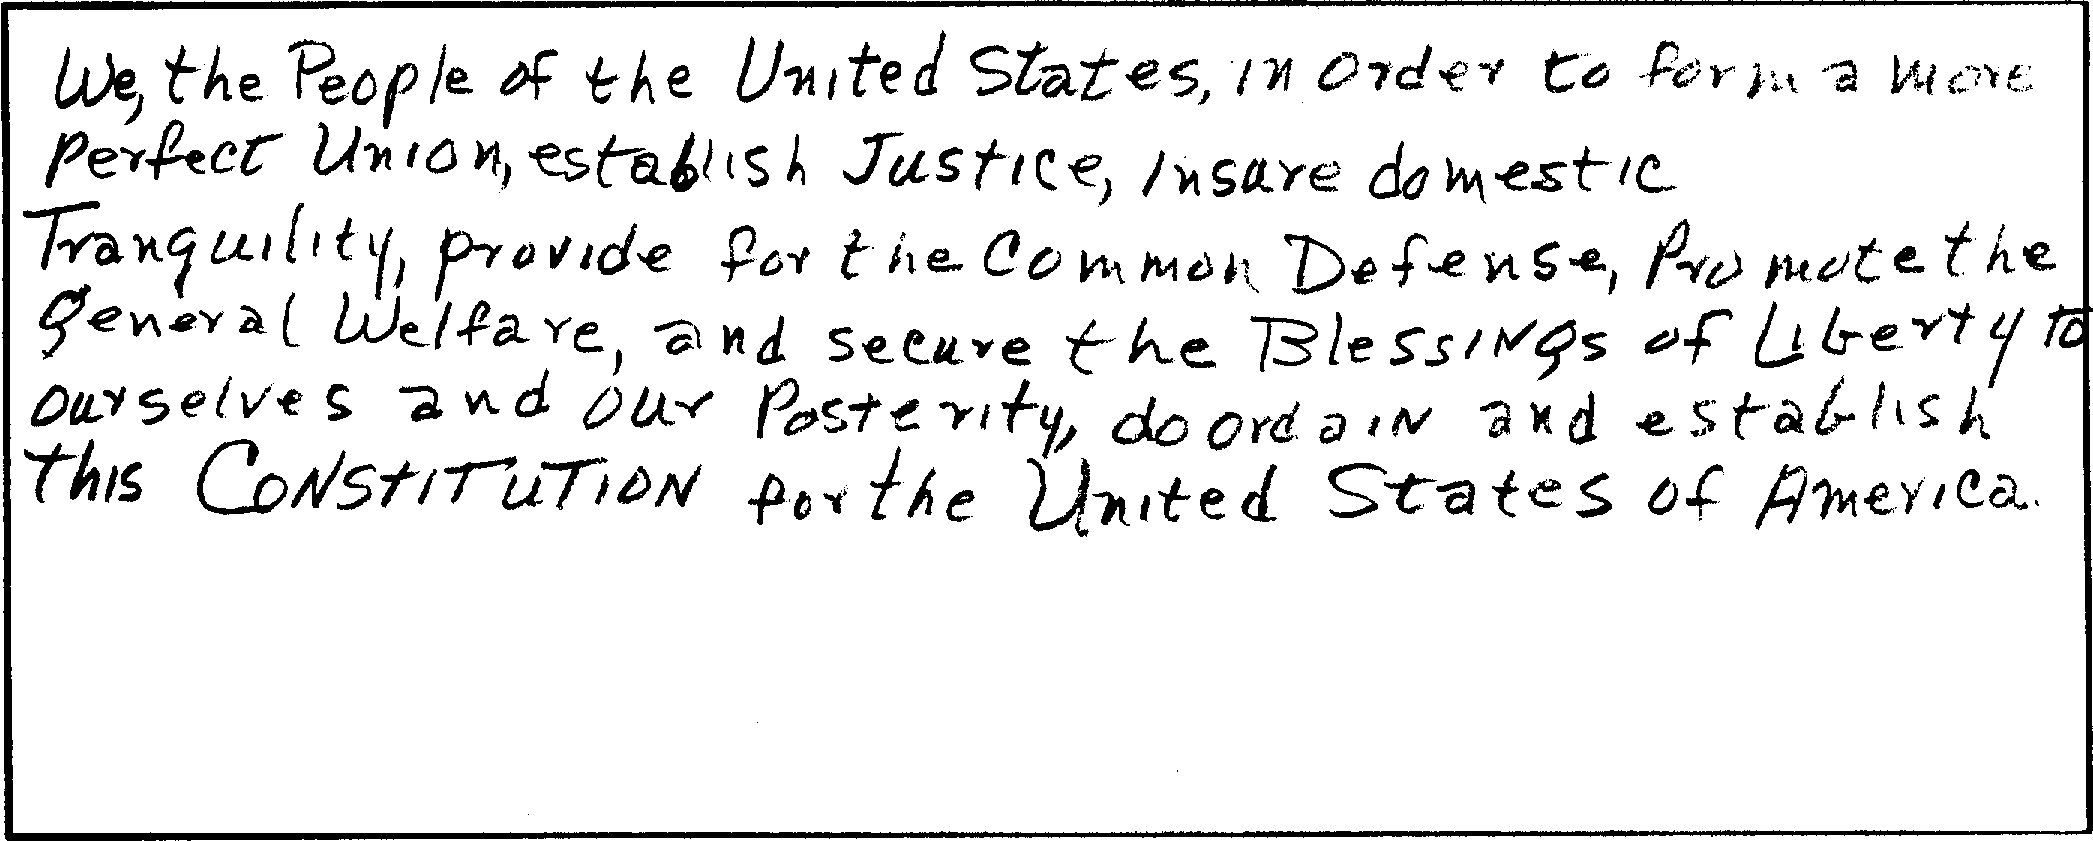 We, the People of the United States, in order to form a more
perfect Union, establish Justice, insure domestic
Tranquility, provide for the Common Defense, Promote the
general Welfare, and secure the Blessings of Liberty to
ourselves and our Posterity, do ordain and establish
this CONSTITUTION for the United States of America.